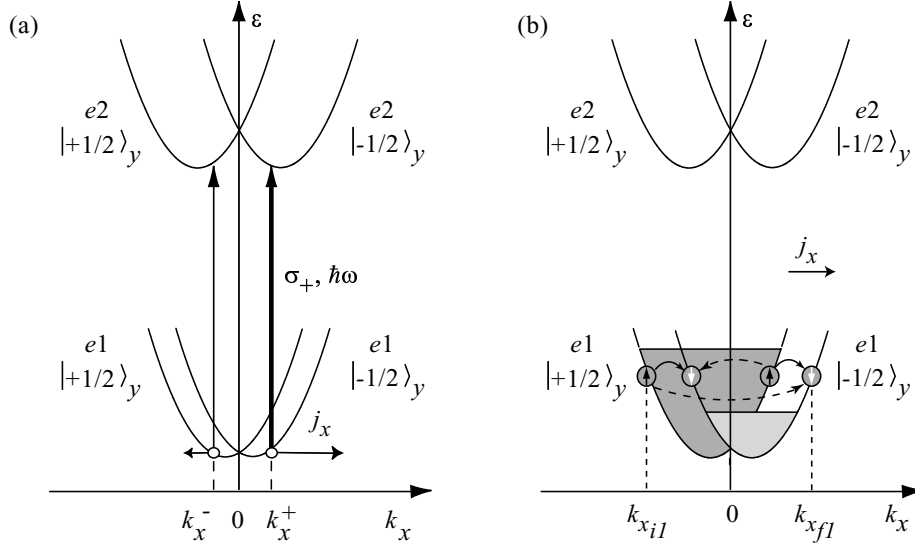 (a)
ε
e2
|+1/2⟩y
e2
|-1/2⟩y
σ+, ħω
e1
|+1/2⟩y
e1
|-1/2⟩y
jx
kx-
0
kx+
kx
(b)
ε
e2
|+1/2⟩y
e2
|-1/2⟩y
jx
e1
|+1/2⟩y
e1
|-1/2⟩y
kxi1
0
kxf1
kx